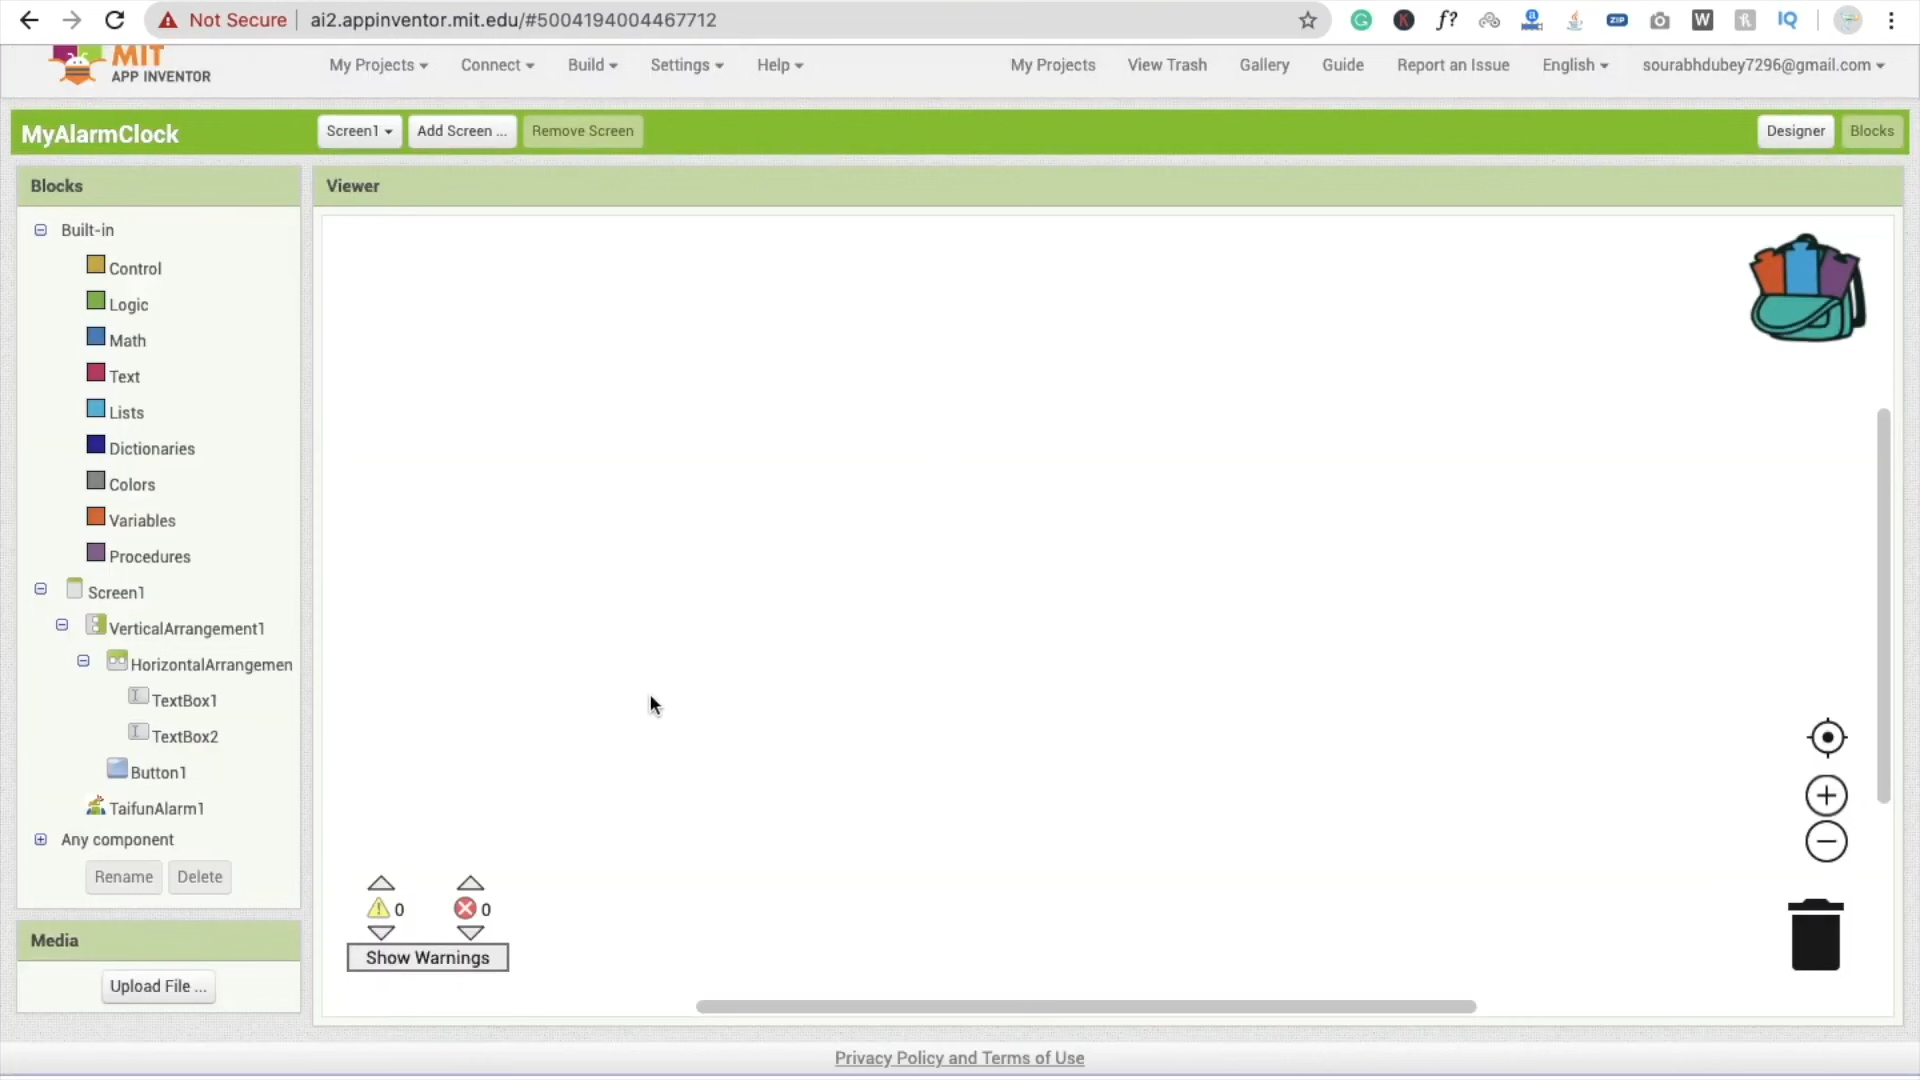 Not Secure
ai2.appinventor.mit.edu/#5004194004467712
f?
ZIP
W
IQ
MIT
APP INVENTOR
My Projects
Connect
Build
Settings
Help
My Projects
View Trash
Gallery
Guide
Report an Issue
English
sourabhdubey7296@gmail.com
MyAlarmClock
Screen1
Add Screen ...
Remove Screen
Designer
Blocks
Blocks
Viewer
Built-in
Control
Logic
Math
Text
Lists
Dictionaries
Colors
Variables
Procedures
Screen1
VerticalArrangement1
HorizontalArrangemen
TextBox1
TextBox2
Button1
TaifunAlarm1
Any component
Rename
Delete
0
0
Show Warnings
Media
Upload File ...
Privacy Policy and Terms of Use